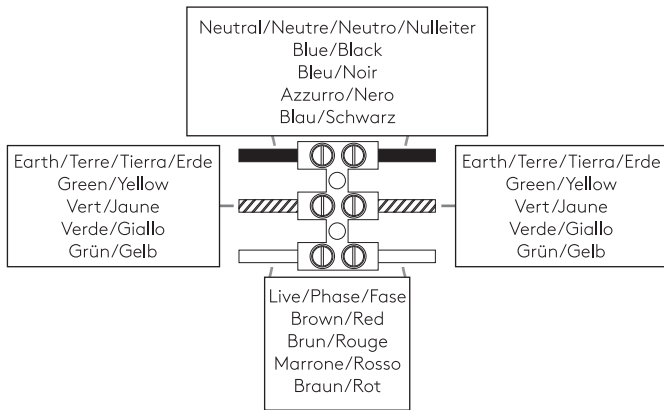 Neutral/Neutre/Neutro/Nulleiter
Blue/Black
Bleu/Noir
Azzurro/Nero
Blau/Schwarz
Earth/Terre/Tierra/Erde
Green/Yellow
Vert/Jaune
Verde/Giallo
Grün/Gelb
Earth/Terre/Tierra/Erde
Green/Yellow
Vert/Jaune
Verde/Giallo
Grün/Gelb
Live/Phase/Fase
Brown/Red
Brun/Rouge
Marrone/Rosso
Braun/Rot